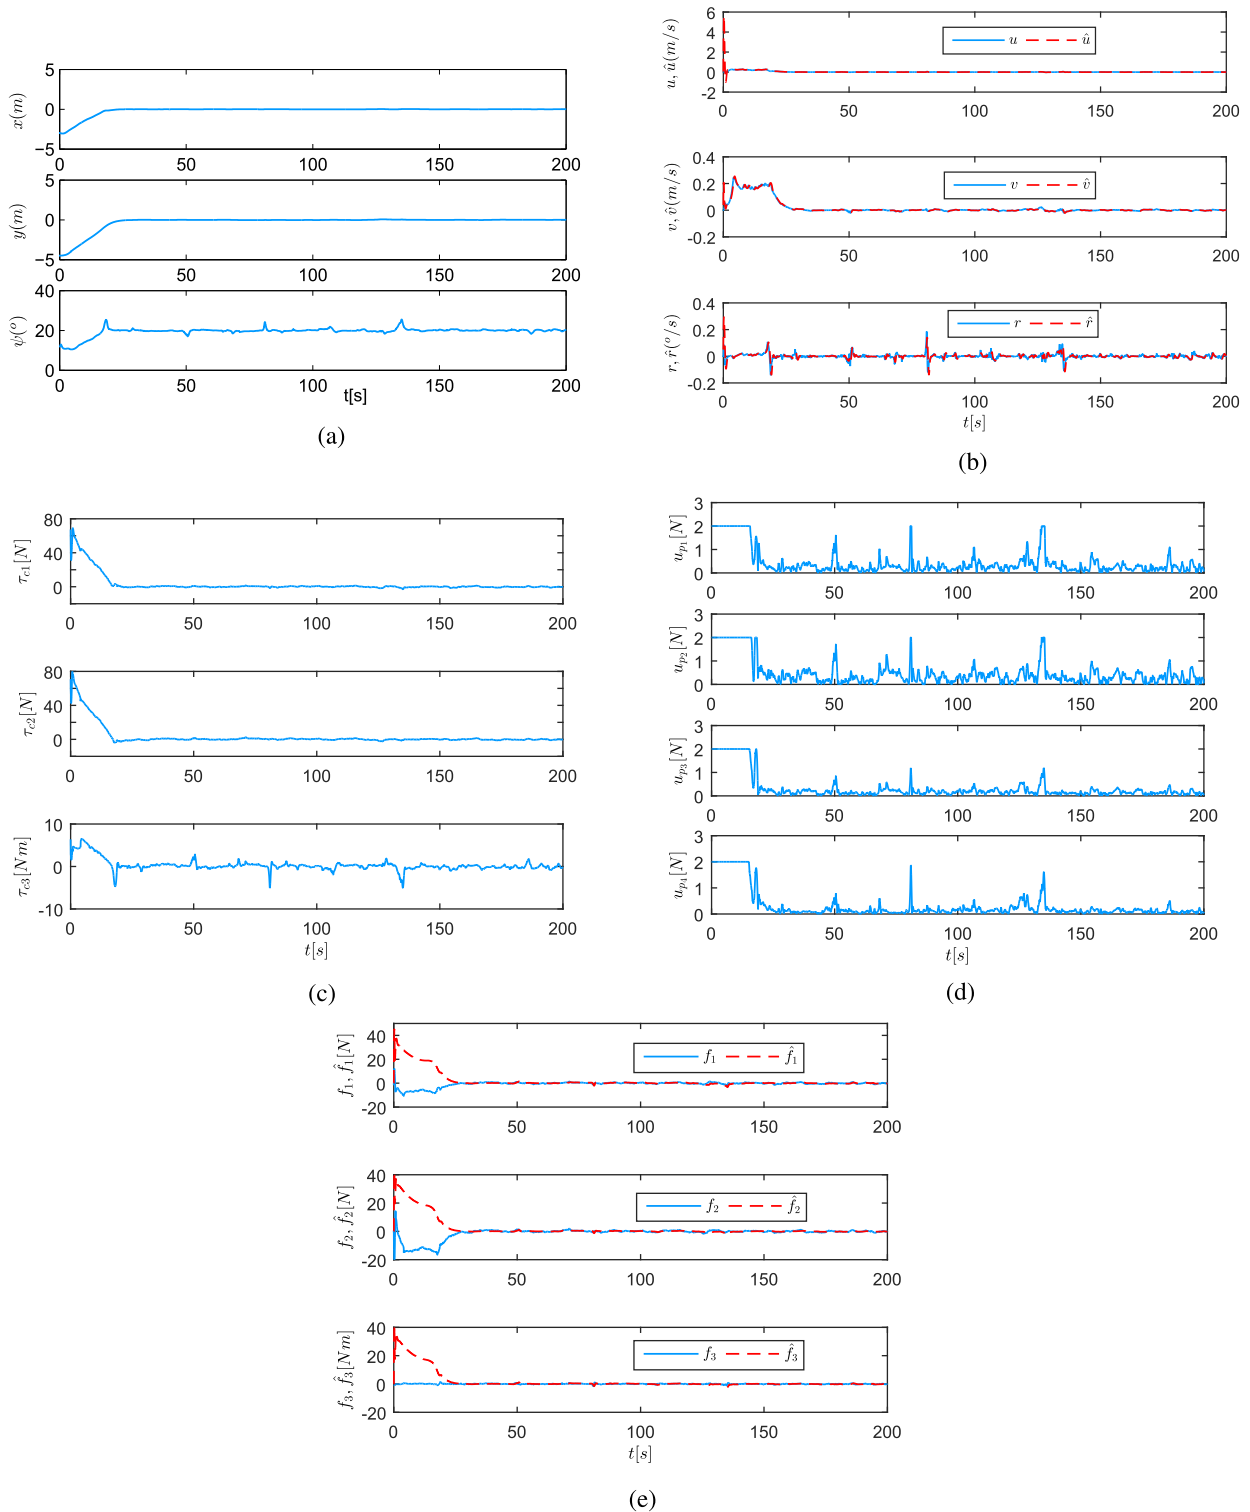 5
0
−5
x(m)
0 50 100 150 200
5
0
−5
y(m)
0 50 100 150 200
40
20
0
ψ(°)
0 50 100 150 200
t[s]
(a)
6
4
2
0
-2
u, û(m/s)
u û
0 50 100 150 200
0.4
0.2
0
-0.2
v, v̂(m/s)
v v̂
0 50 100 150 200
0.4
0.2
0
-0.2
r, r̂(°/s)
r r̂
0 50 100 150 200
t[s]
(b)
80
40
0
τc1[N]
0 50 100 150 200
80
40
0
τc2[N]
0 50 100 150 200
10
0
-10
τc3[Nm]
0 50 100 150 200
t[s]
(c)
3
2
1
0
up1[N]
0 50 100 150 200
3
2
1
0
up2[N]
0 50 100 150 200
3
2
1
0
up3[N]
0 50 100 150 200
3
2
1
0
up4[N]
0 50 100 150 200
t[s]
(d)
40
20
0
-20
f1, f̂1[N]
f1 f̂1
0 50 100 150 200
40
20
0
-20
f2, f̂2[N]
f2 f̂2
0 50 100 150 200
40
20
0
-20
f3, f̂3[Nm]
f3 f̂3
0 50 100 150 200
t[s]
(e)